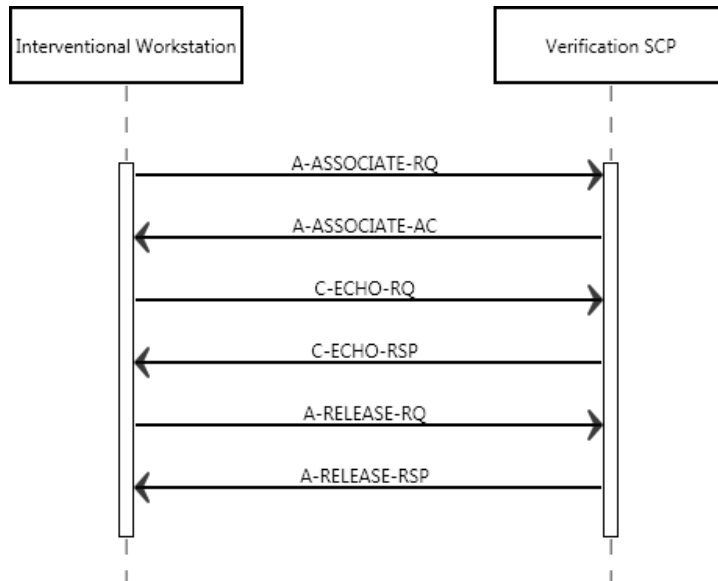 Interventional Workstation
Verification SCP
A-ASSOCIATE-RQ
A-ASSOCIATE-AC
C-ECHO-RQ
C-ECHO-RSP
A-RELEASE-RQ
A-RELEASE-RSP